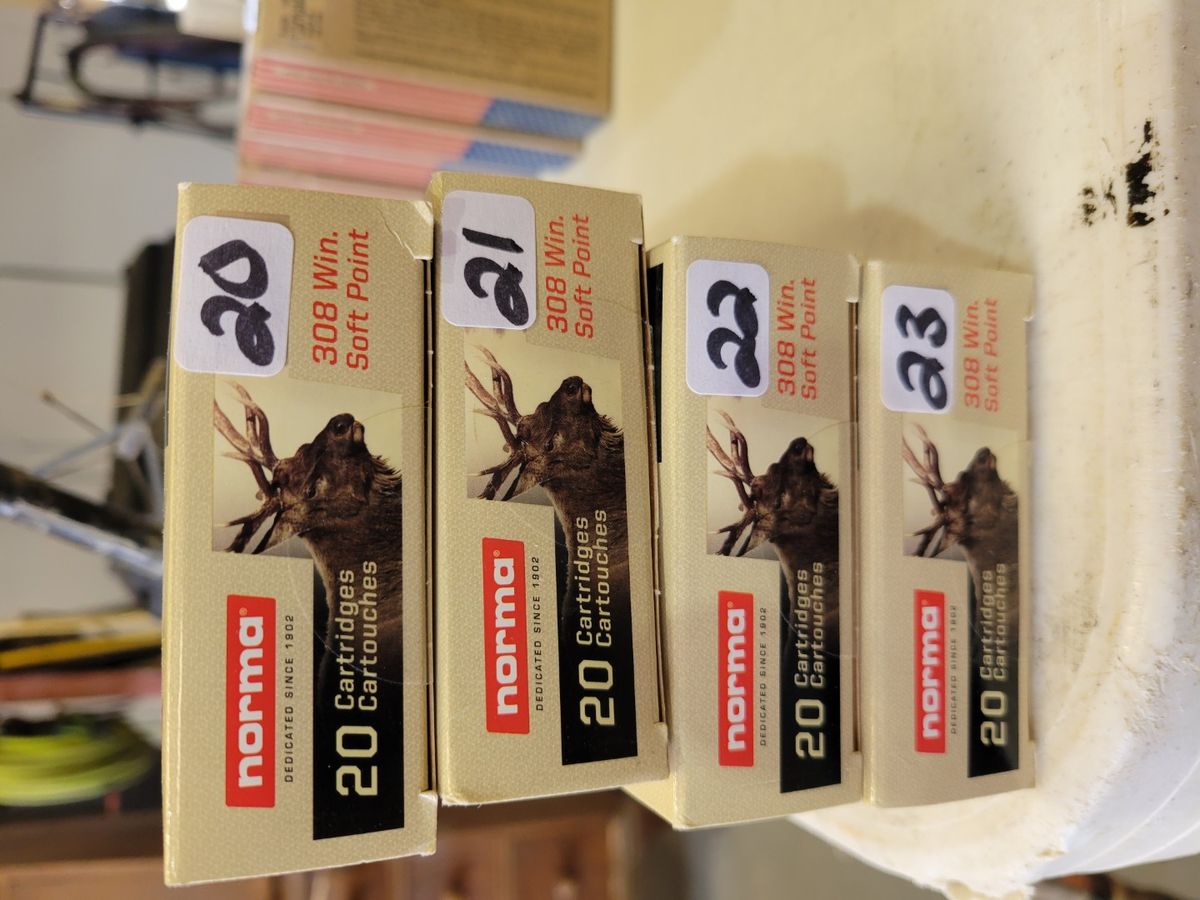 20
308 Win.
Soft Point
norma®
DEDICATED SINCE 1902
20 Cartridges
Cartouches
21
308 Win.
Soft Point
norma®
DEDICATED SINCE 1902
20 Cartridges
Cartouches
22
308 Win.
Soft Point
norma®
DEDICATED SINCE 1902
20 Cartridges
Cartouches
23
308 Win.
Soft Point
norma®
DEDICATED SINCE 1902
20 Cartridges
Cartouches